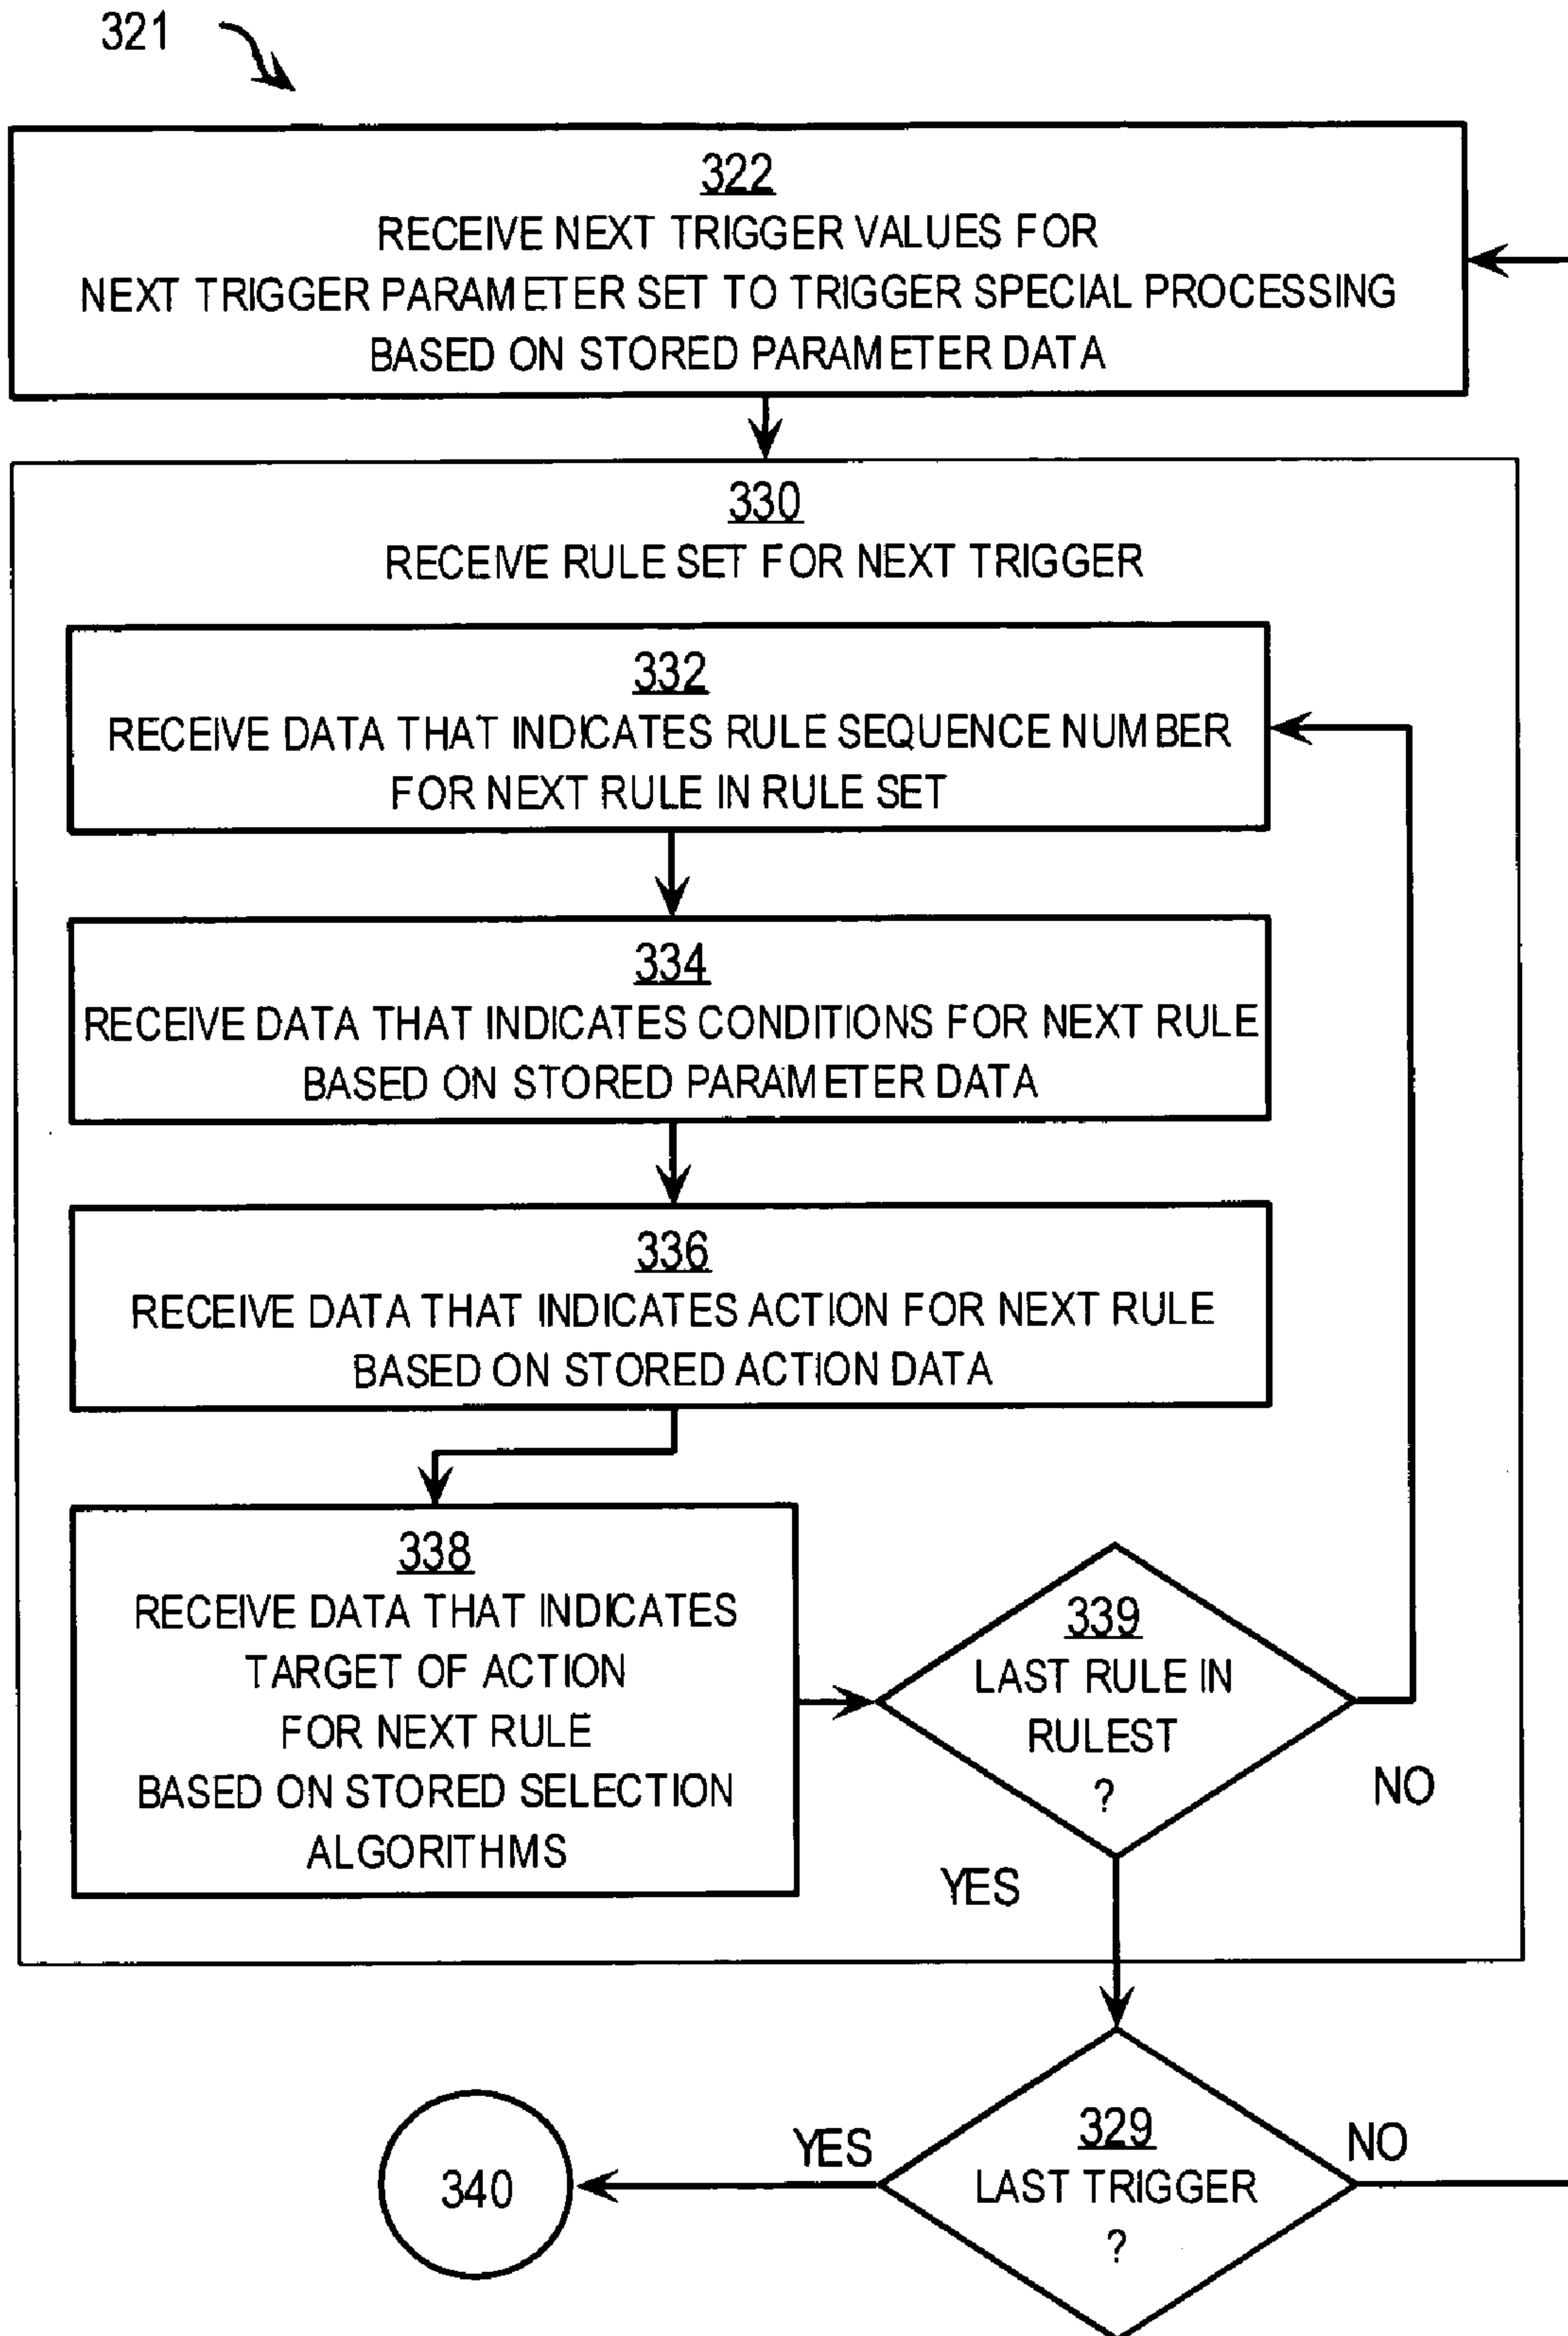 321
322
RECEIVE NEXT TRIGGER VALUES FOR
NEXT TRIGGER PARAMETER SET TO TRIGGER SPECIAL PROCESSING
BASED ON STORED PARAMETER DATA
330
RECEIVE RULE SET FOR NEXT TRIGGER
332
RECEIVE DATA THAT INDICATES RULE SEQUENCE NUMBER
FOR NEXT RULE IN RULE SET
334
RECEIVE DATA THAT INDICATES CONDITIONS FOR NEXT RULE
BASED ON STORED PARAMETER DATA
336
RECEIVE DATA THAT INDICATES ACTION FOR NEXT RULE
BASED ON STORED ACTION DATA
338
RECEIVE DATA THAT INDICATES
TARGET OF ACTION
FOR NEXT RULE
BASED ON STORED SELECTION
ALGORITHMS
339
LAST RULE IN
RULEST
?
NO
YES
329
LAST TRIGGER
?
YES
NO
340